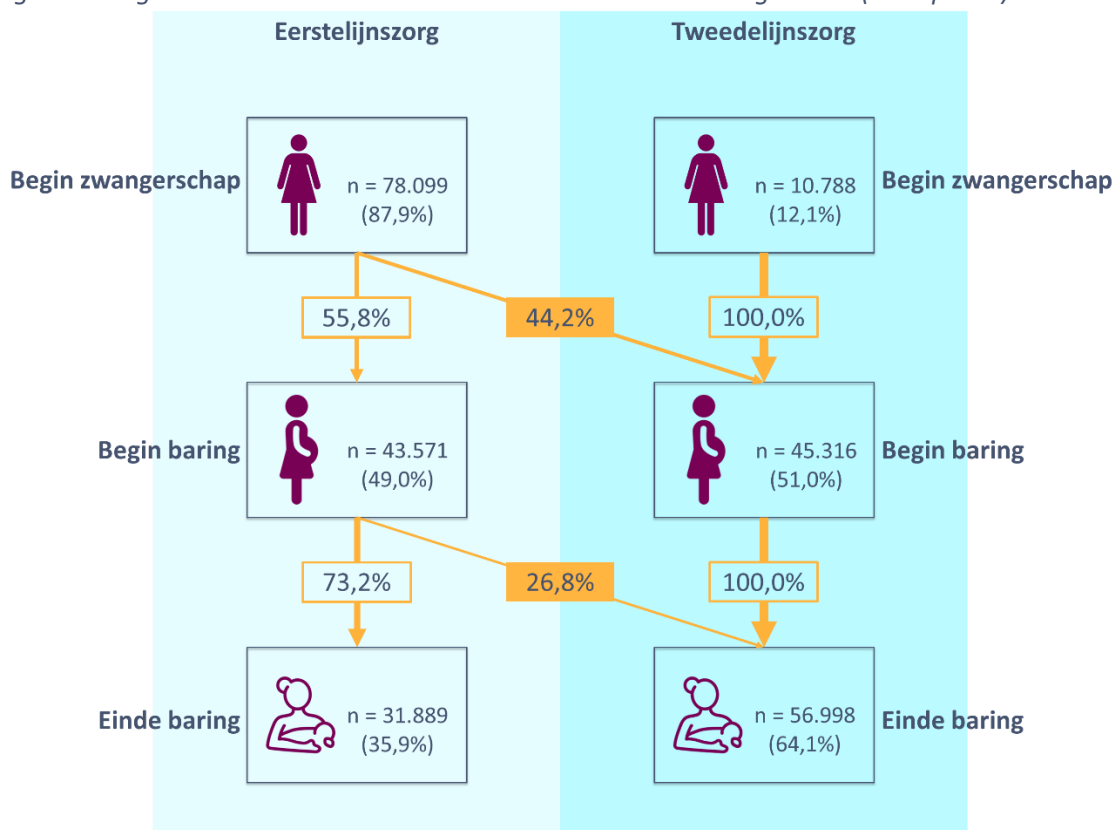 Eerstelijnszorg Tweedelijnszorg
Begin zwangerschap n = 78.099 n = 10.788 Begin zwangerschap
(87,9%) (12,1%)
55,8% 44,2% 100,0%
Begin baring n = 43.571 n = 45.316 Begin baring
(49,0%) (51,0%)
73,2% 26,8% 100,0%
Einde baring n = 31.889 n = 56.998 Einde baring
(35,9%) (64,1%)